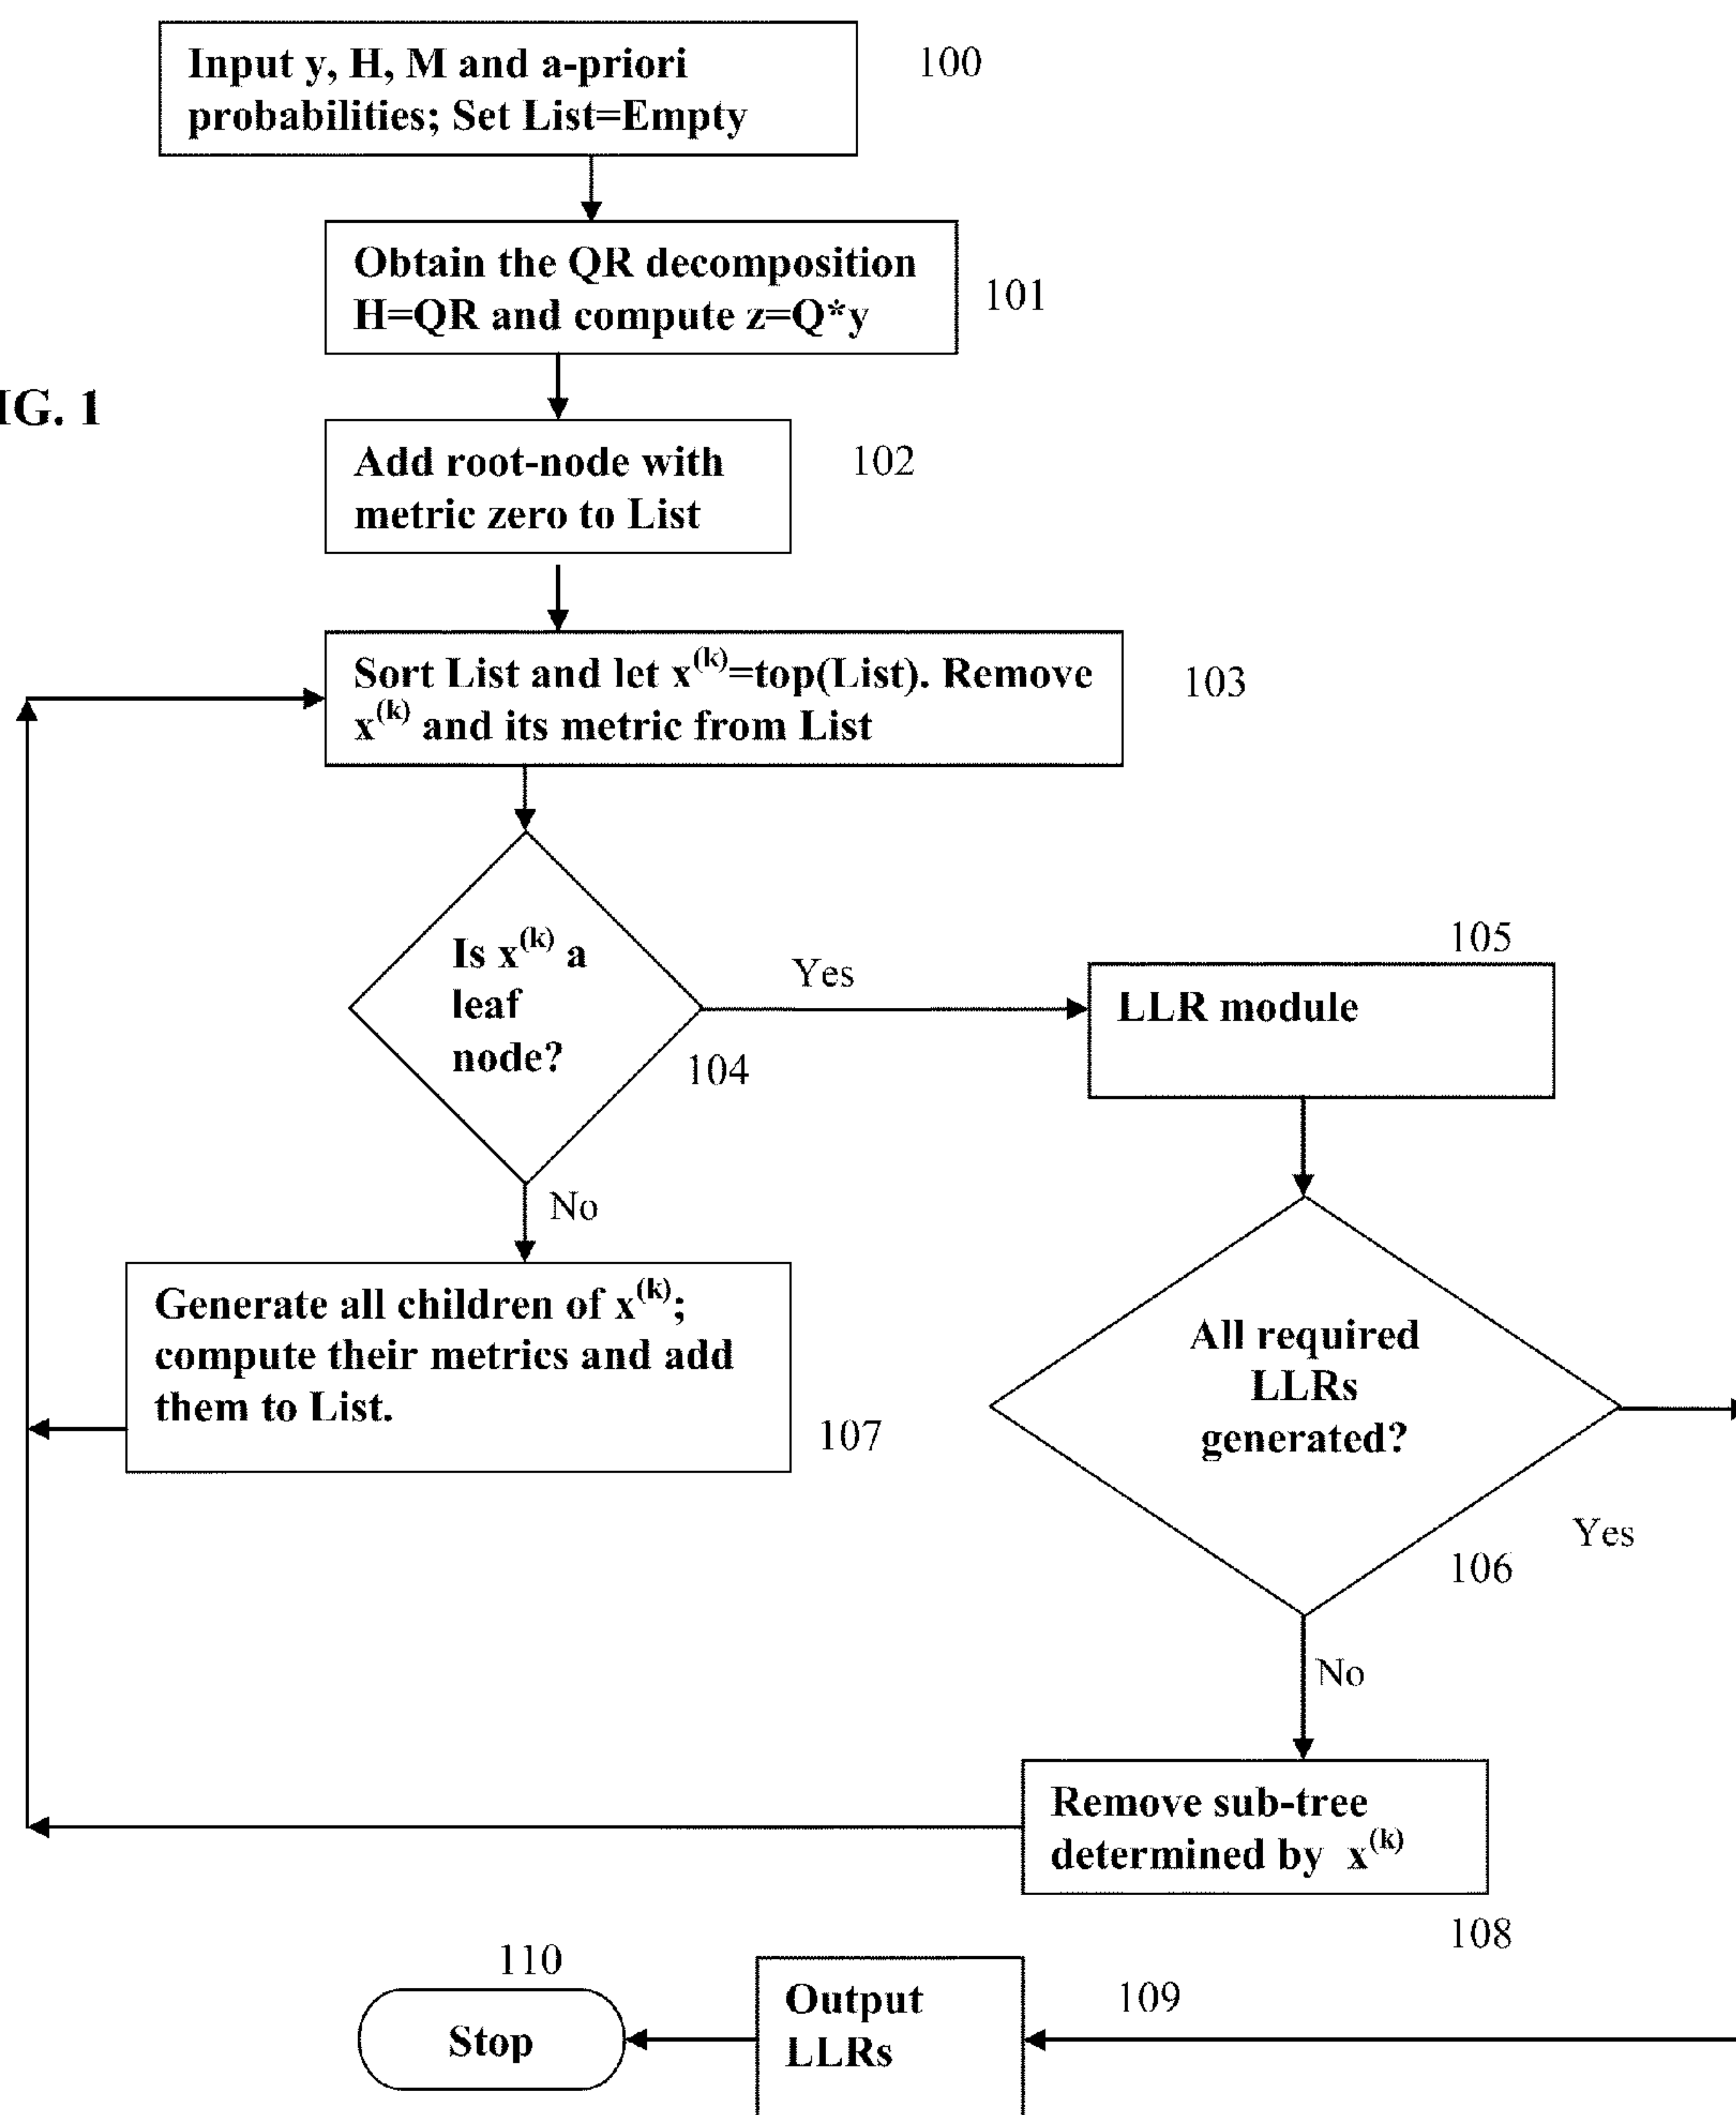 Input y, H, M and a-priori
probabilities; Set List=Empty
100
Obtain the QR decomposition
H=QR and compute z=Q*y
101
IG. 1
Add root-node with
metric zero to List
102
Sort List and let x^(k)=top(List). Remove
x^(k) and its metric from List
103
Is x^(k) a
leaf
node?
104
Yes
105
LLR module
No
Generate all children of x^(k);
compute their metrics and add
them to List.
107
All required
LLRs
generated?
Yes
106
No
Remove sub-tree
determined by x^(k)
108
110
Stop
Output
LLRs
109